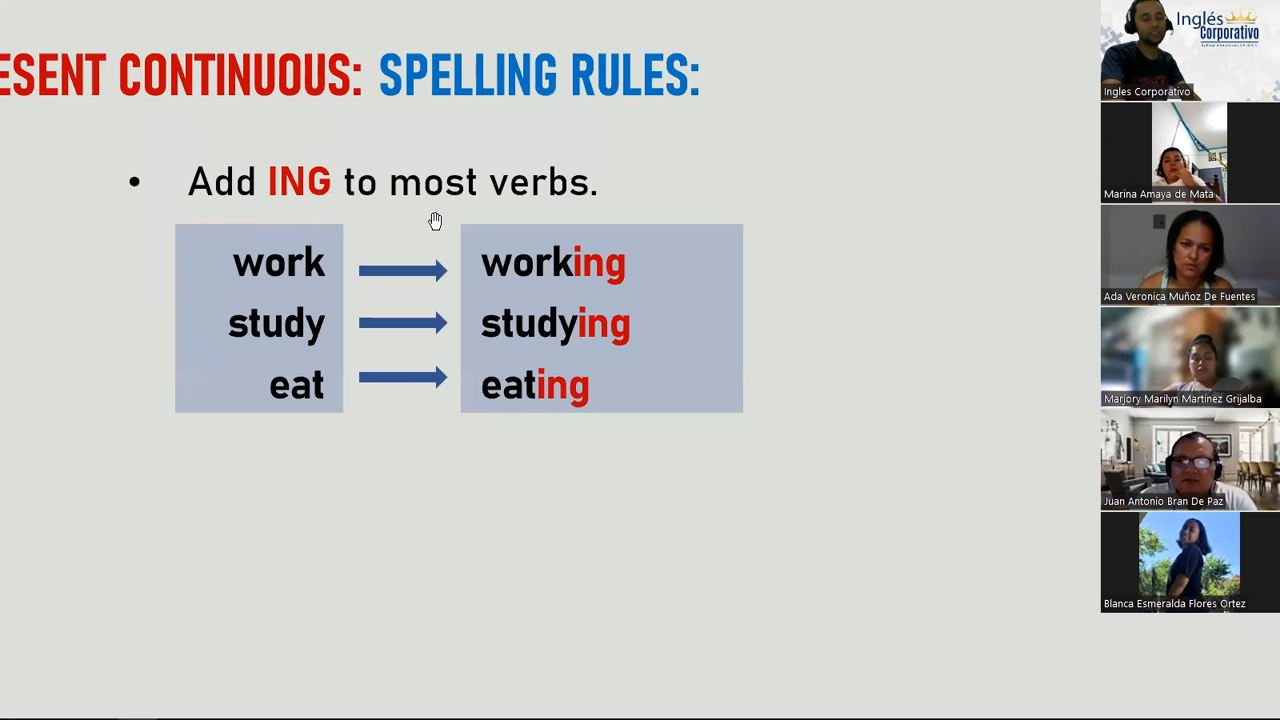 ESENT CONTINUOUS: SPELLING RULES:
• Add ING to most verbs.
work working
study studying
eat eating
Inglés
Corporativo
Ingles Corporativo
Marina Amaya de Mata
Ada Veronica Muñoz De Fuentes
Marjory Marilyn Martinez Grijalba
Juan Antonio Bran De Paz
Blanca Esmeralda Flores Ortez